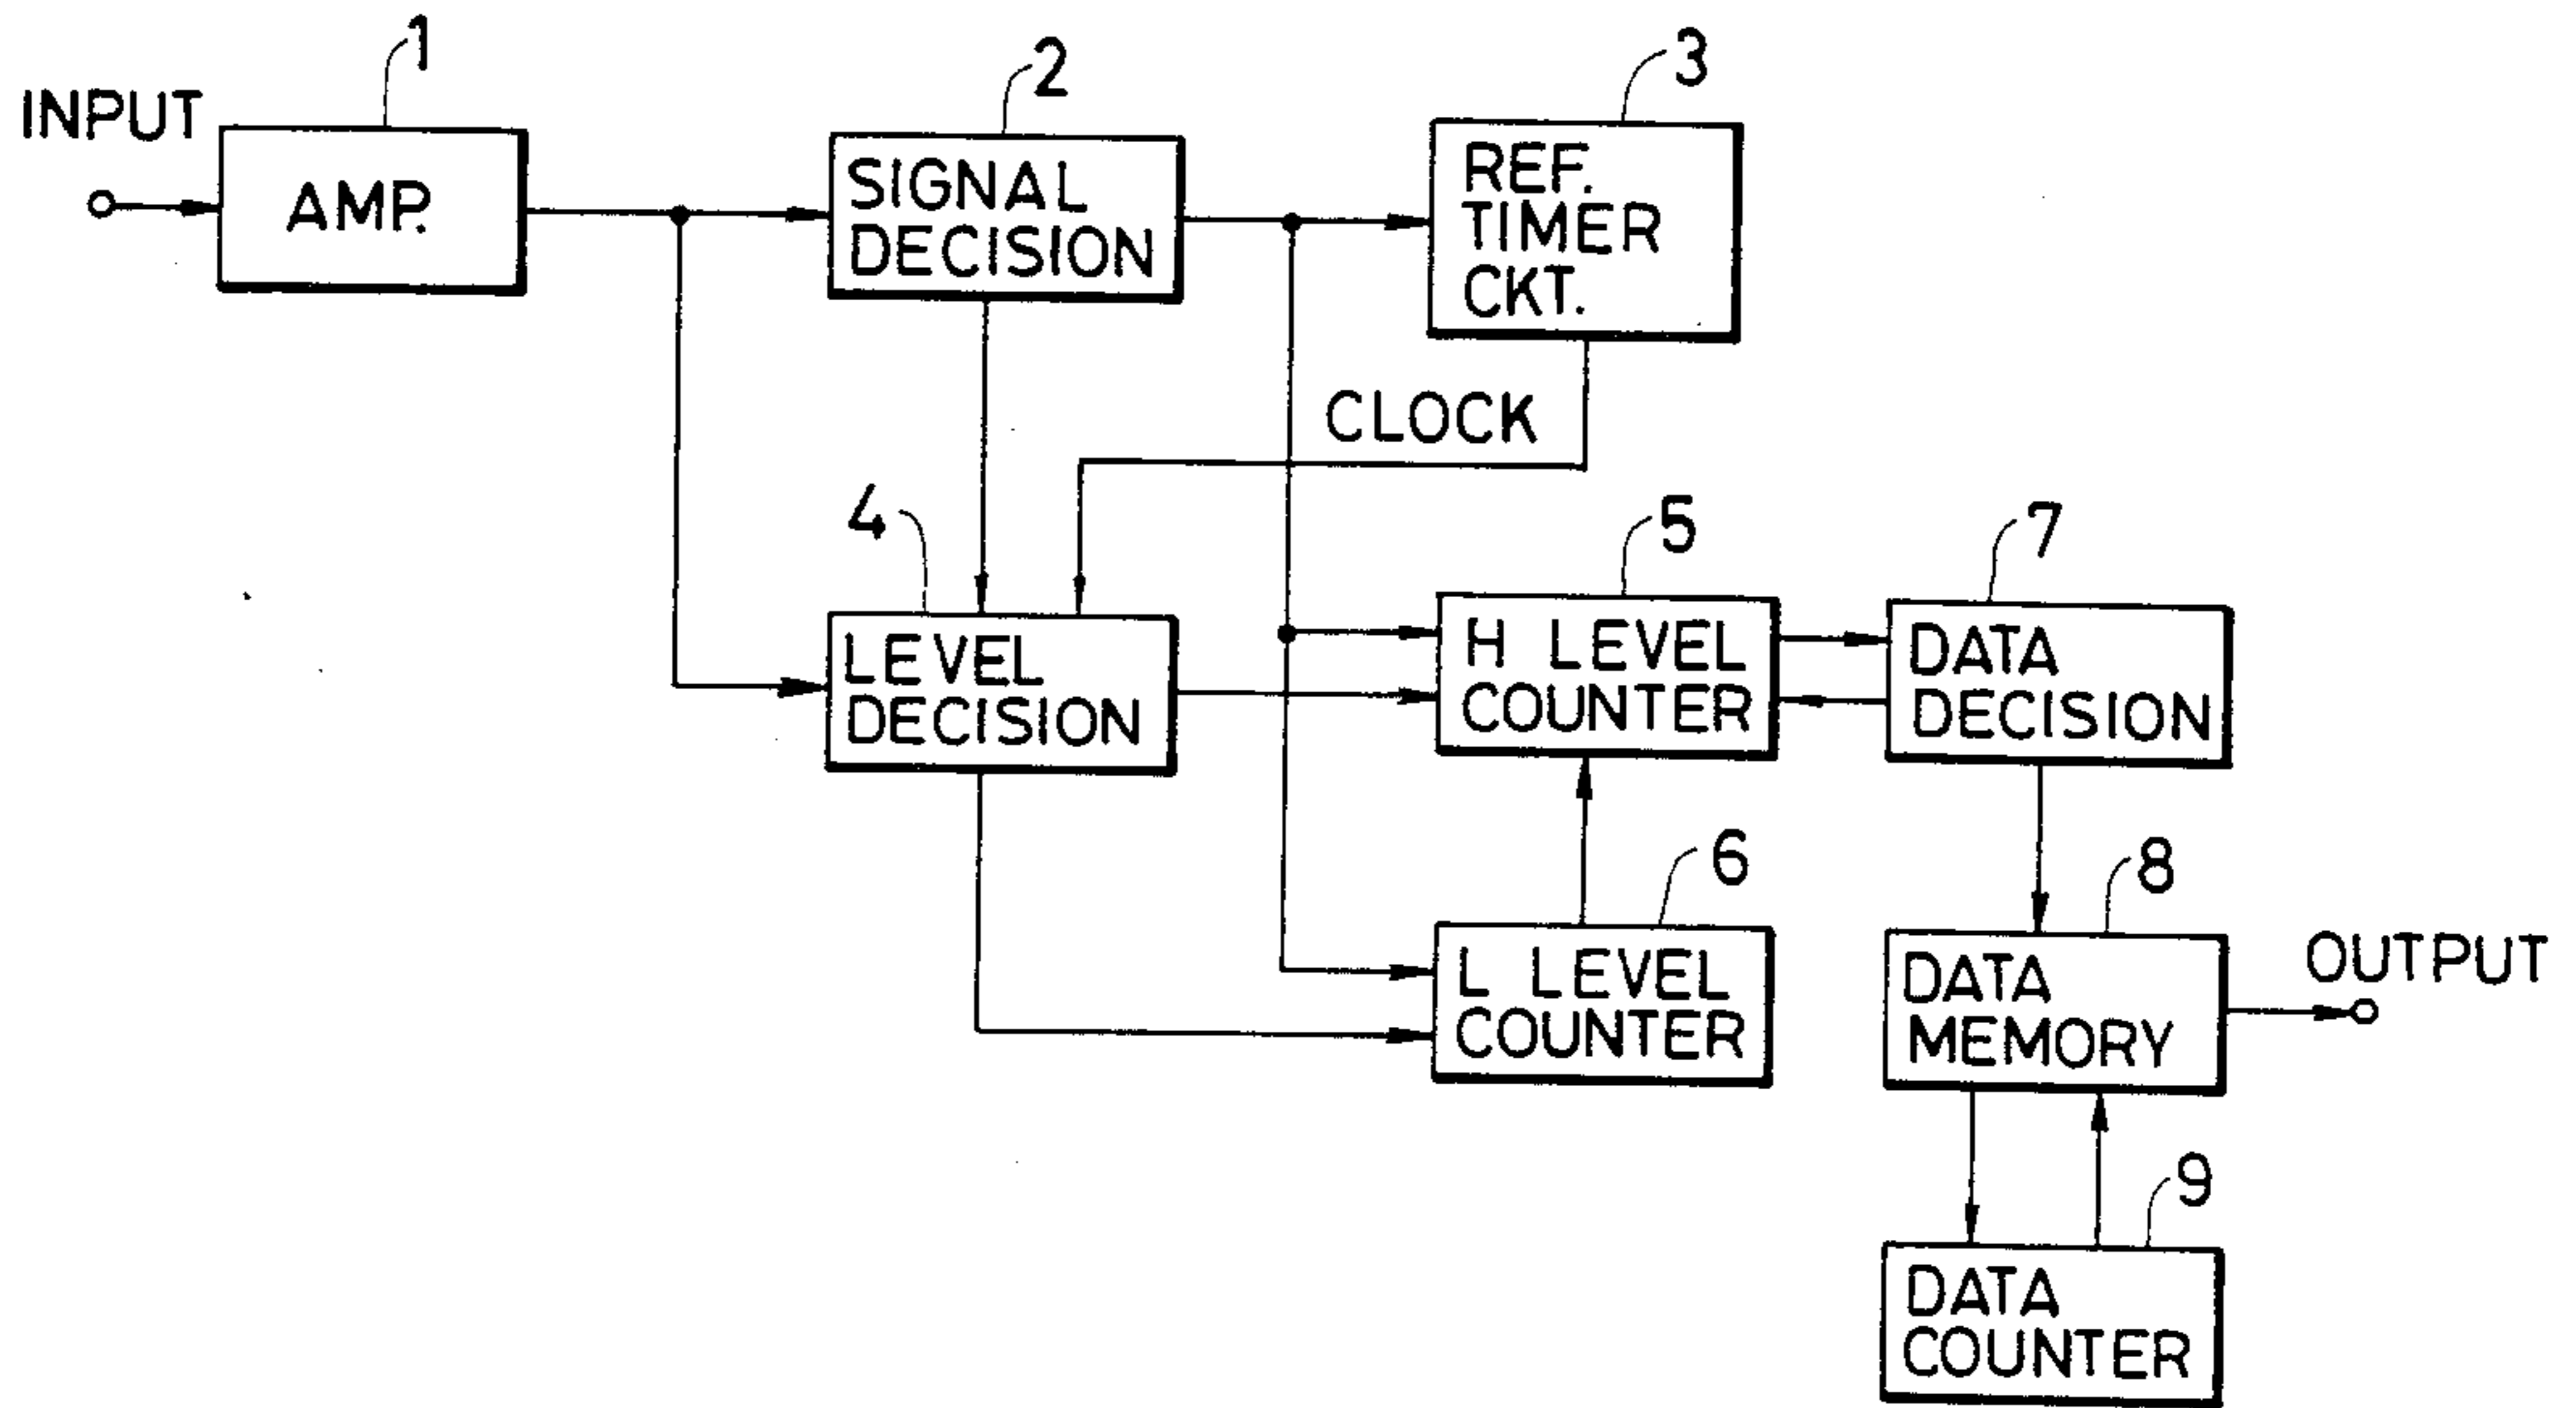 1
2
3
INPUT
AMP.
SIGNAL
DECISION
REF.
TIMER
CKT.
CLOCK
4
5
7
LEVEL
DECISION
H LEVEL
COUNTER
DATA
DECISION
6
8
L LEVEL
COUNTER
DATA
MEMORY
OUTPUT
9
DATA
COUNTER